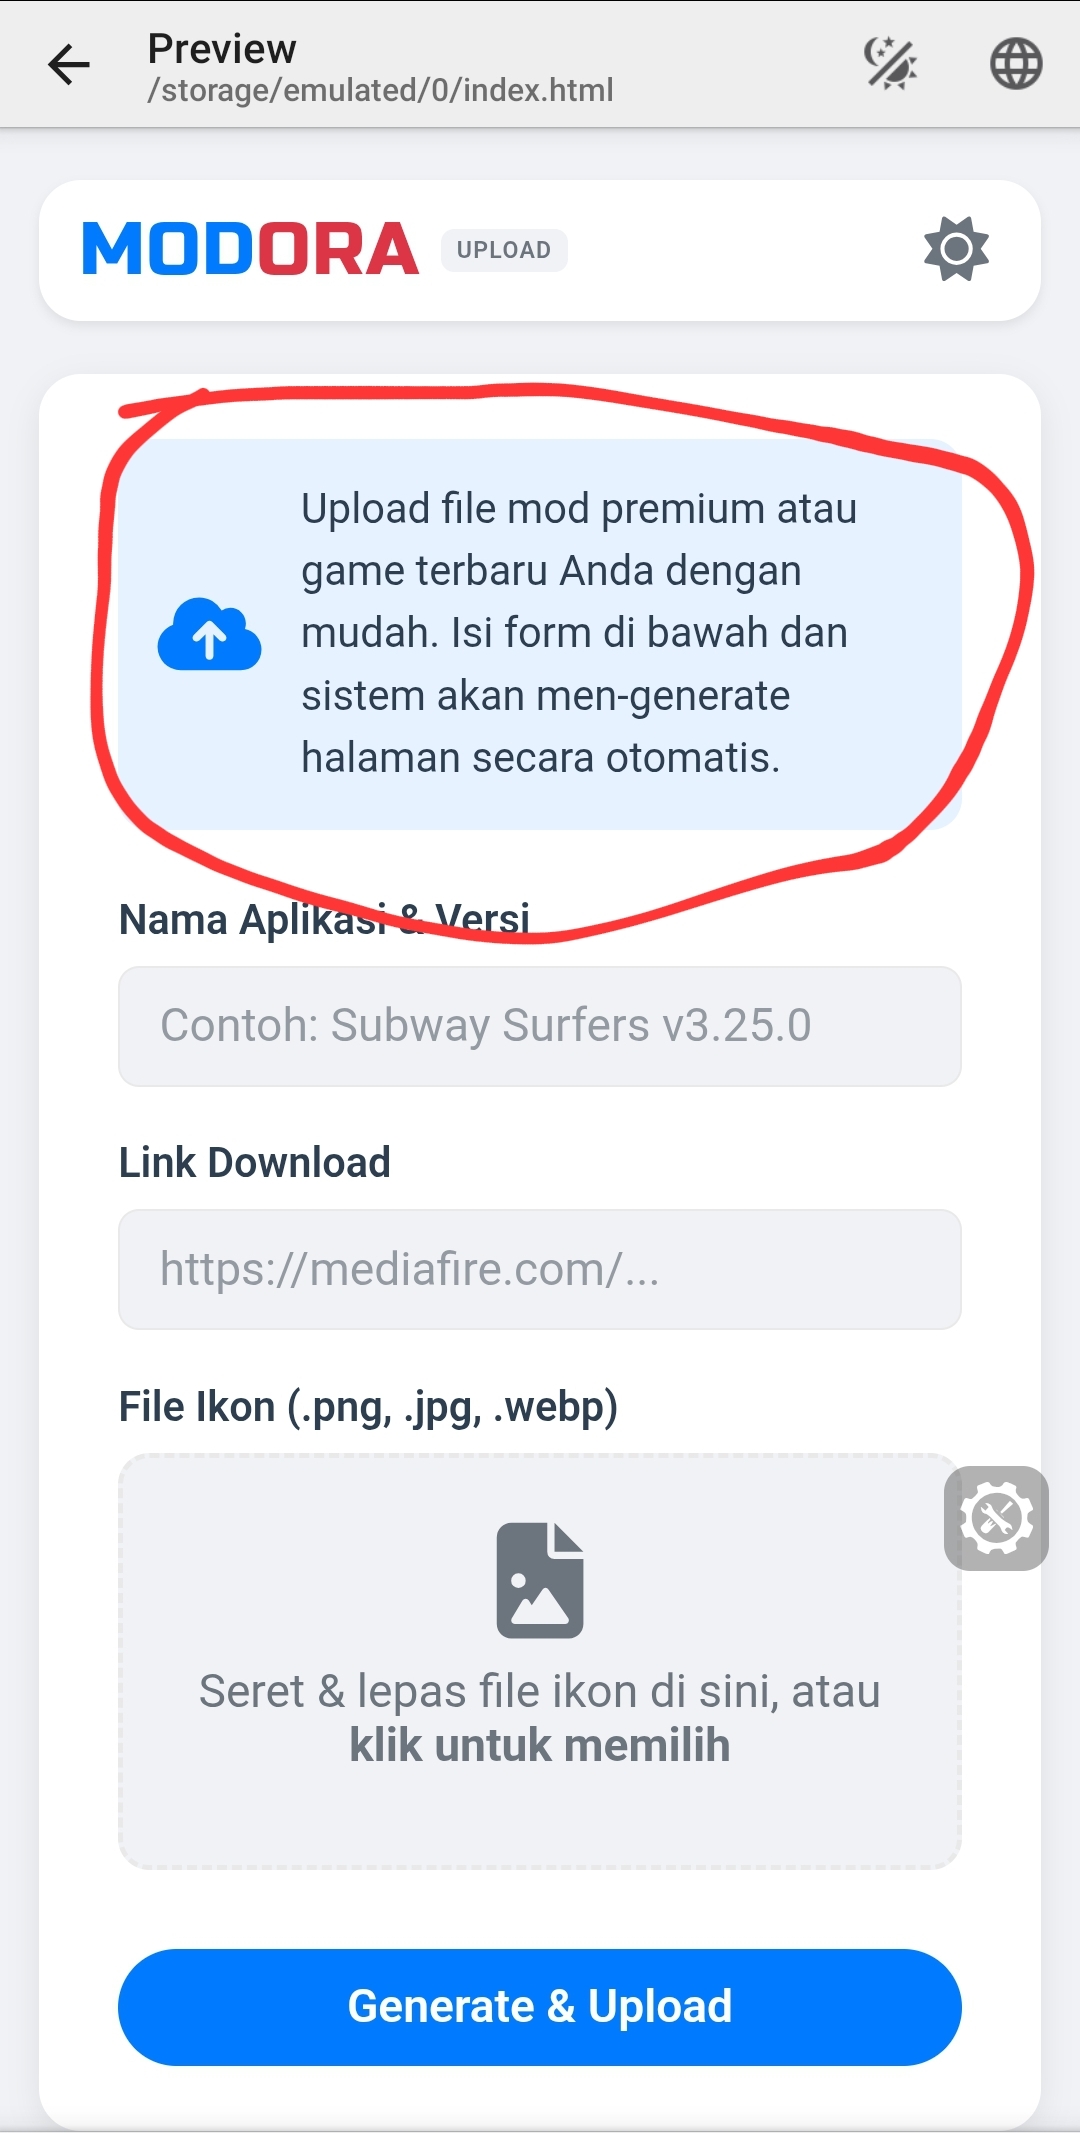 Preview
/storage/emulated/0/index.html
MODORA UPLOAD
Upload file mod premium atau
game terbaru Anda dengan
mudah. Isi form di bawah dan
sistem akan men-generate
halaman secara otomatis.
Nama Aplikasi & Versi
Contoh: Subway Surfers v3.25.0
Link Download
https://mediafire.com/...
File Ikon (.png, .jpg, .webp)
Seret & lepas file ikon di sini, atau
klik untuk memilih
Generate & Upload